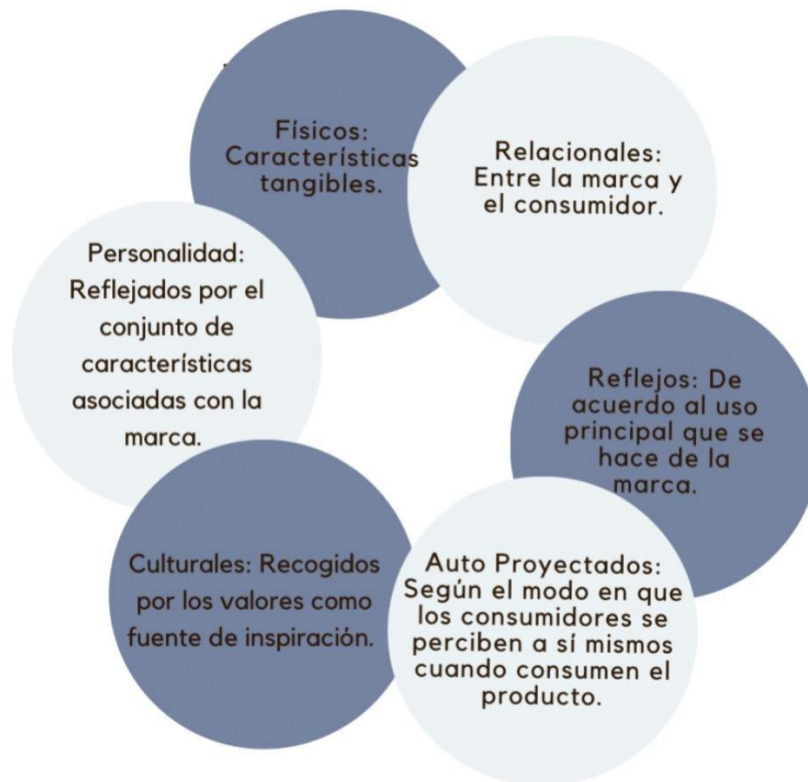 Físicos:
Características
tangibles.
Relacionales:
Entre la marca y
el consumidor.
Personalidad:
Reflejados por el
conjunto de
características
asociadas con la
marca.
Reflejos: De
acuerdo al uso
principal que se
hace de la
marca.
Culturales: Recogidos
por los valores como
fuente de inspiración.
Auto Proyectados:
Según el modo en que
los consumidores se
perciben a sí mismos
cuando consumen el
producto.